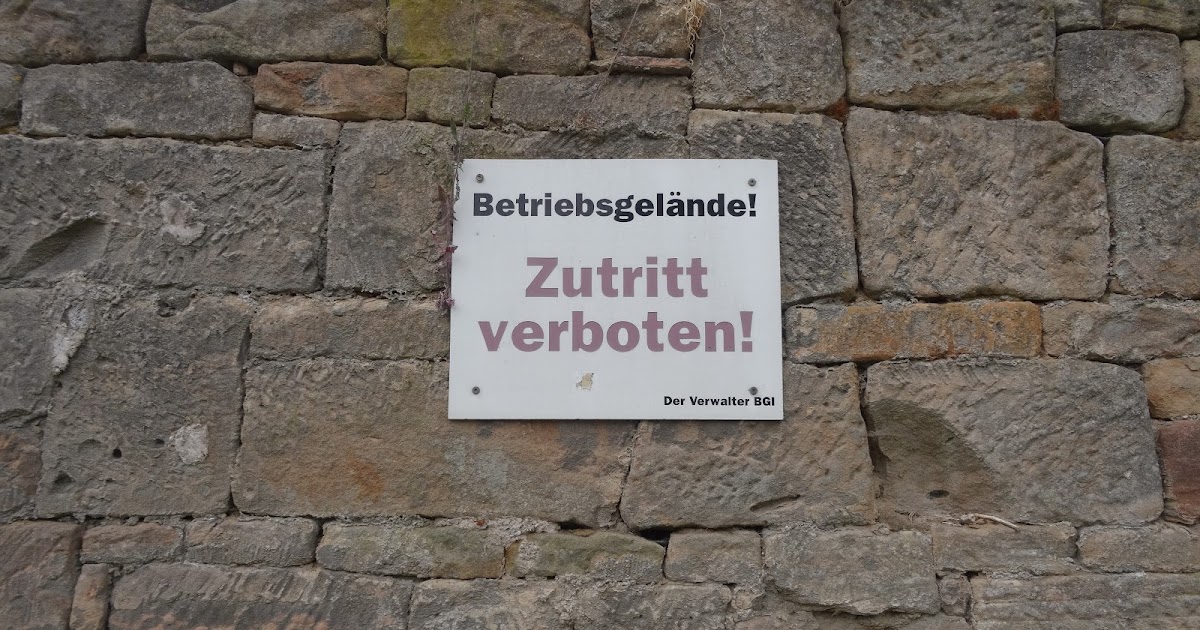 Betriebsgelände!
Zutritt
verboten!
Der Verwalter BGI